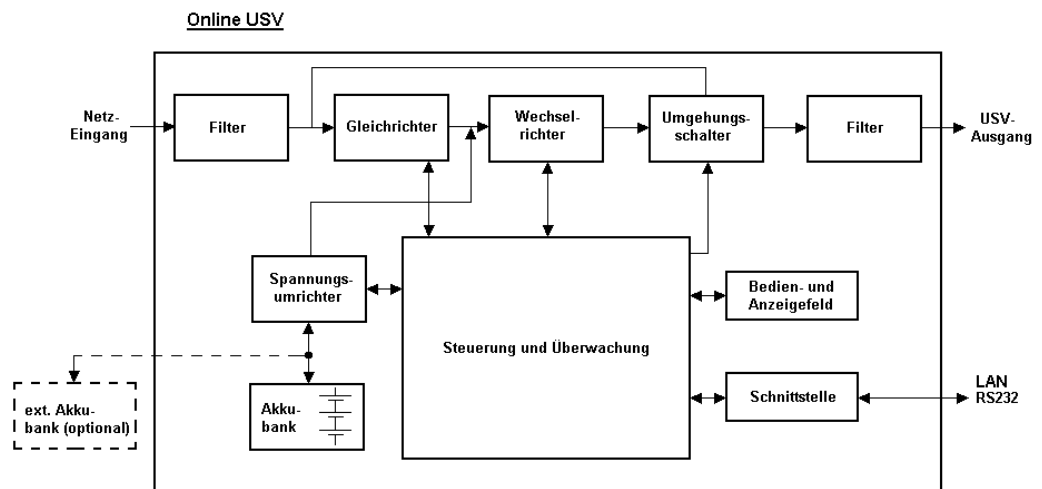 Online USV
Netz-
Eingang
Filter
Gleichrichter
Wechsel-
richter
Umgehungs-
schalter
Filter
USV-
Ausgang
Spannungs-
umrichter
Steuerung und Überwachung
Bedien- und
Anzeigefeld
ext. Akku-
bank (optional)
Akku-
bank
Schnittstelle
LAN
RS232